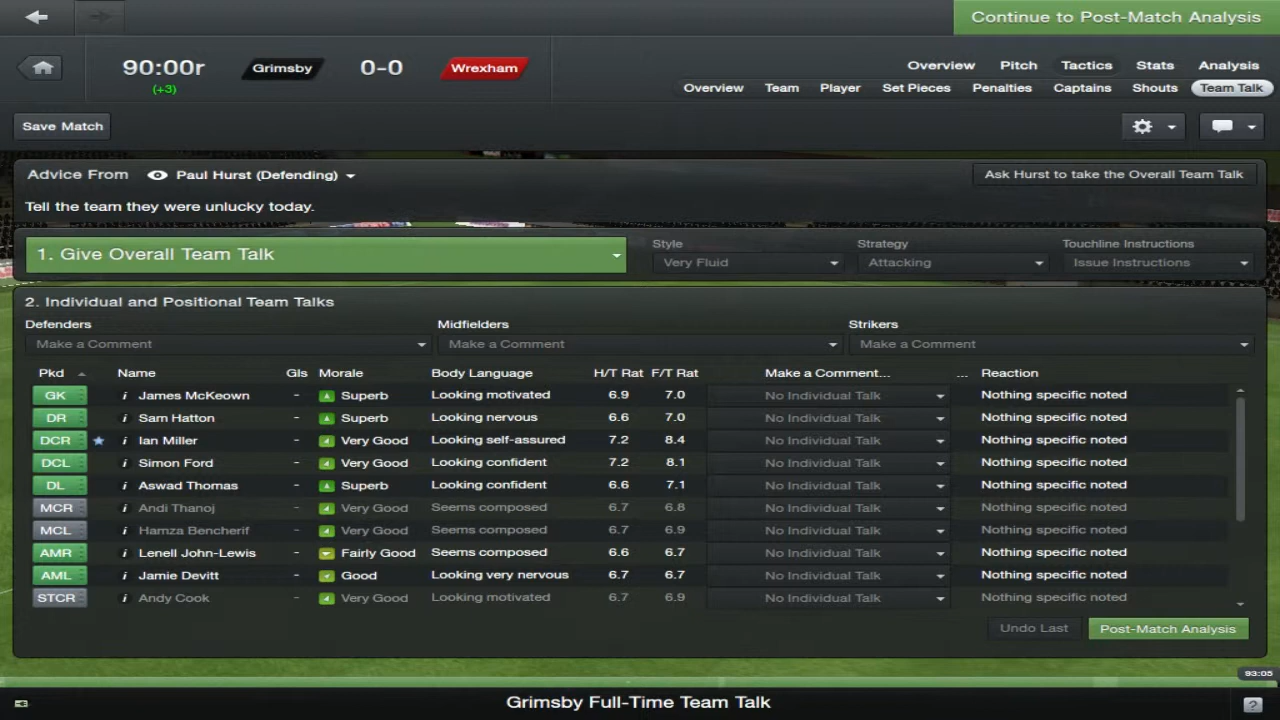 Continue to Post-Match Analysis
90:00r
(+3)
Grimsby
0-0
Wrexham
Overview Pitch Tactics Stats Analysis
Overview Team Player Set Pieces Penalties Captains Shouts Team Talk
Save Match
Advice From Paul Hurst (Defending)
Ask Hurst to take the Overall Team Talk
Tell the team they were unlucky today.
1. Give Overall Team Talk
Style Strategy Touchline Instructions
Very Fluid Attacking Issue Instructions
2. Individual and Positional Team Talks
Defenders Midfielders Strikers
Make a Comment Make a Comment Make a Comment
Pkd Name Gls Morale Body Language H/T Rat F/T Rat Make a Comment... ... Reaction
GK i James McKeown - Superb Looking motivated 6.9 7.0 No Individual Talk Nothing specific noted
DR i Sam Hatton - Superb Looking nervous 6.6 7.0 No Individual Talk Nothing specific noted
DCR i Ian Miller - Very Good Looking self-assured 7.2 8.4 No Individual Talk Nothing specific noted
DCL i Simon Ford - Very Good Looking confident 7.2 8.1 No Individual Talk Nothing specific noted
DL i Aswad Thomas - Superb Looking confident 6.6 7.1 No Individual Talk Nothing specific noted
MCR i Andi Thanoj - Very Good Seems composed 6.7 6.8 No Individual Talk Nothing specific noted
MCL i Hamza Bencherif - Very Good Seems composed 6.7 6.9 No Individual Talk Nothing specific noted
AMR i Lenell John-Lewis - Fairly Good Seems composed 6.6 6.7 No Individual Talk Nothing specific noted
AML i Jamie Devitt - Good Looking very nervous 6.7 6.7 No Individual Talk Nothing specific noted
STCR i Andy Cook - Very Good Looking motivated 6.7 6.9 No Individual Talk Nothing specific noted
Undo Last Post-Match Analysis
93:05
Grimsby Full-Time Team Talk
?